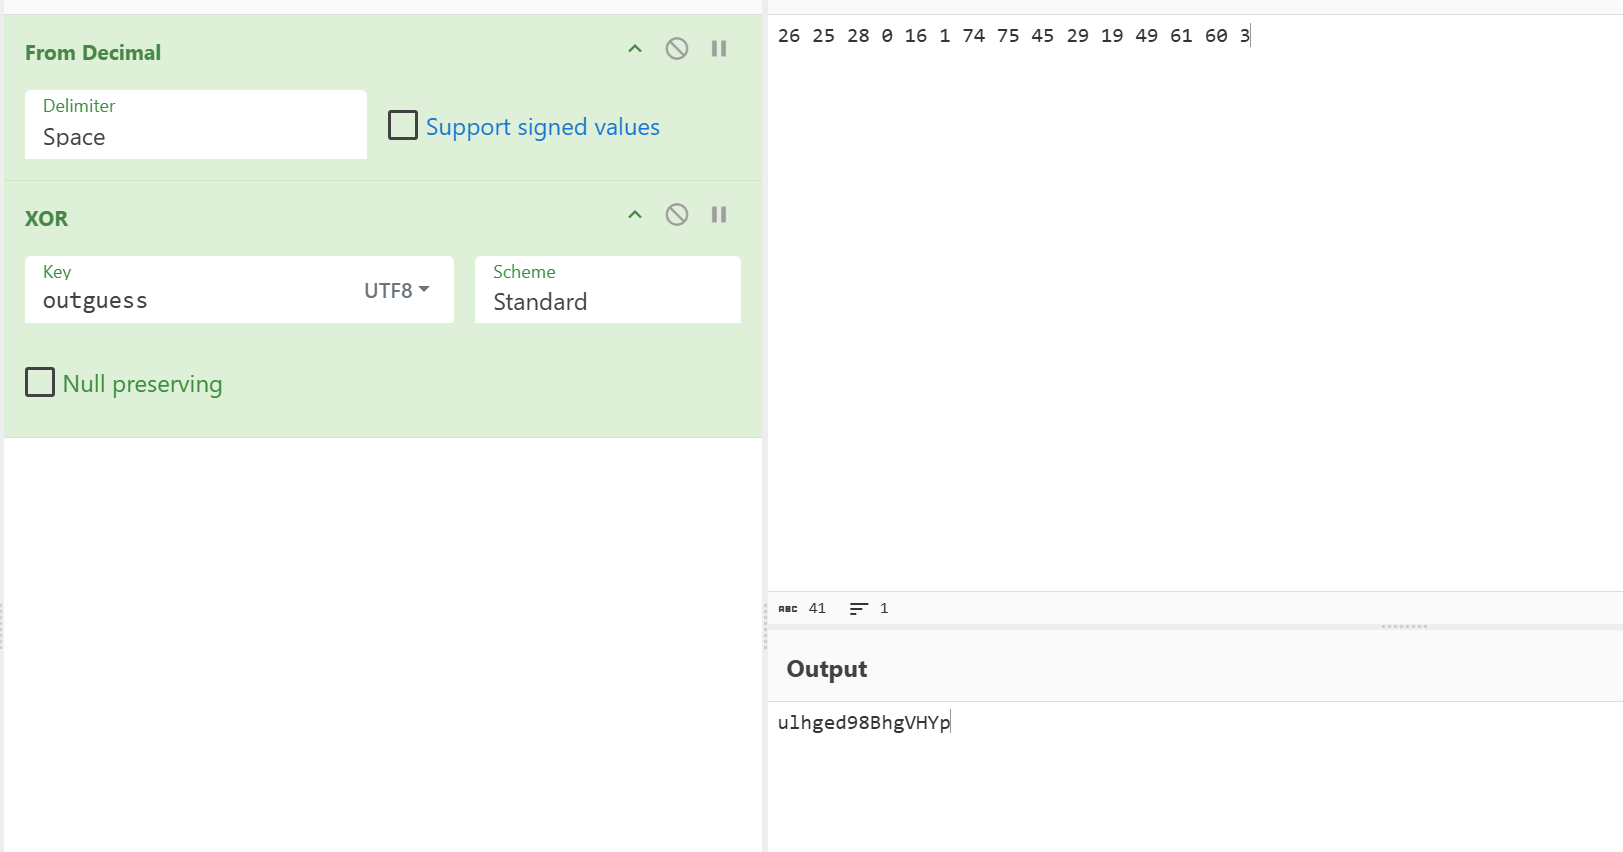 From Decimal
Delimiter
Space
Support signed values
XOR
Key
outguess
UTF8
Scheme
Standard
Null preserving
26 25 28 0 16 1 74 75 45 29 19 49 61 60 3
ABC 41 1
Output
ulhged98BhgVHYp